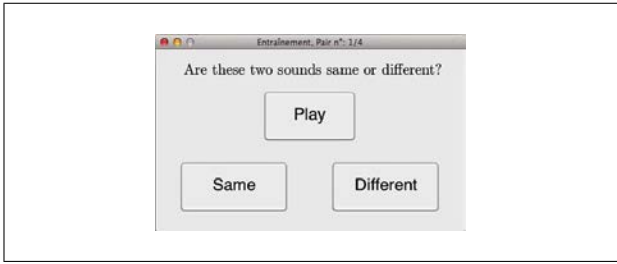 Entraînement, Pair n°: 1/4
Are these two sounds same or different?
Play
Same Different